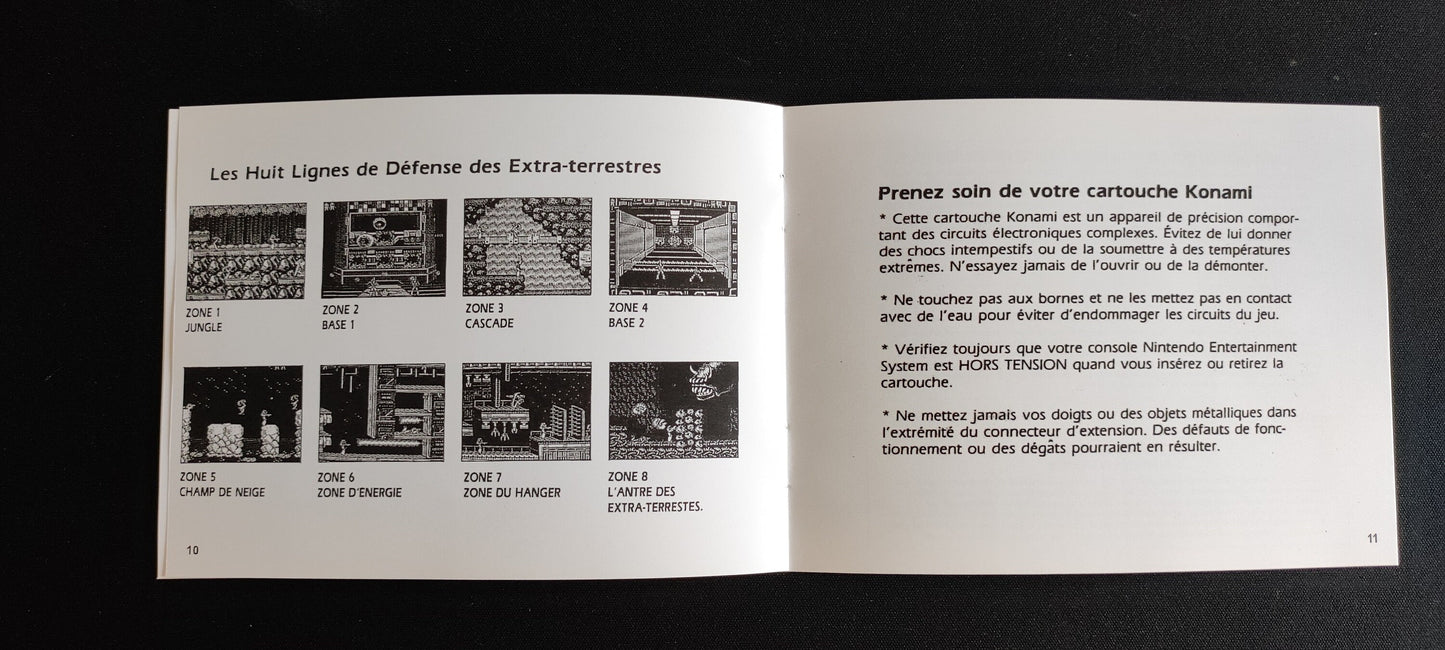 Les Huit Lignes de Défense des Extra-terrestres
ZONE 1
JUNGLE
ZONE 2
BASE 1
ZONE 3
CASCADE
ZONE 4
BASE 2
ZONE 5
CHAMP DE NEIGE
ZONE 6
ZONE D'ENERGIE
ZONE 7
ZONE DU HANGER
ZONE 8
L'ANTRE DES
EXTRA-TERRESTES.
10
Prenez soin de votre cartouche Konami
* Cette cartouche Konami est un appareil de précision compor-
tant des circuits électroniques complexes. Évitez de lui donner
des chocs intempestifs ou de la soumettre à des températures
extrêmes. N'essayez jamais de l'ouvrir ou de la démonter.
* Ne touchez pas aux bornes et ne les mettez pas en contact
avec de l'eau pour éviter d'endommager les circuits du jeu.
* Vérifiez toujours que votre console Nintendo Entertainment
System est HORS TENSION quand vous insérez ou retirez la
cartouche.
* Ne mettez jamais vos doigts ou des objets métalliques dans
l'extrémité du connecteur d'extension. Des défauts de fonc-
tionnement ou des dégâts pourraient en résulter.
11